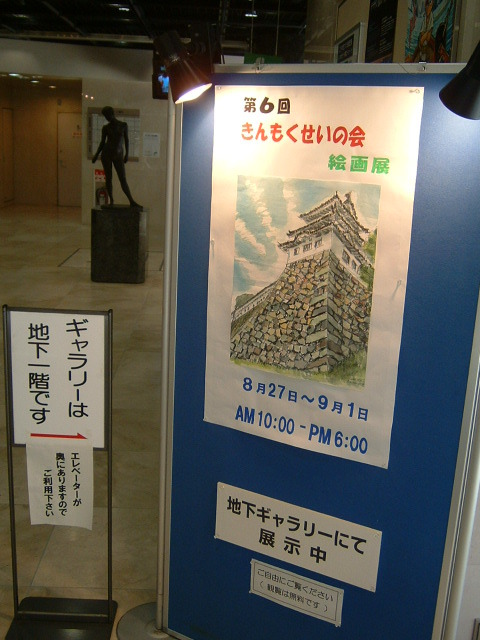 第6回
きんもくせいの会
絵画展
8月27日～9月1日
AM 10:00 - PM 6:00
地下ギャラリーにて
展示中
ご自由にご覧ください
（観覧は無料です）
ギャラリーは
地下一階です
エレベーターが
奥にありますので
ご利用下さい